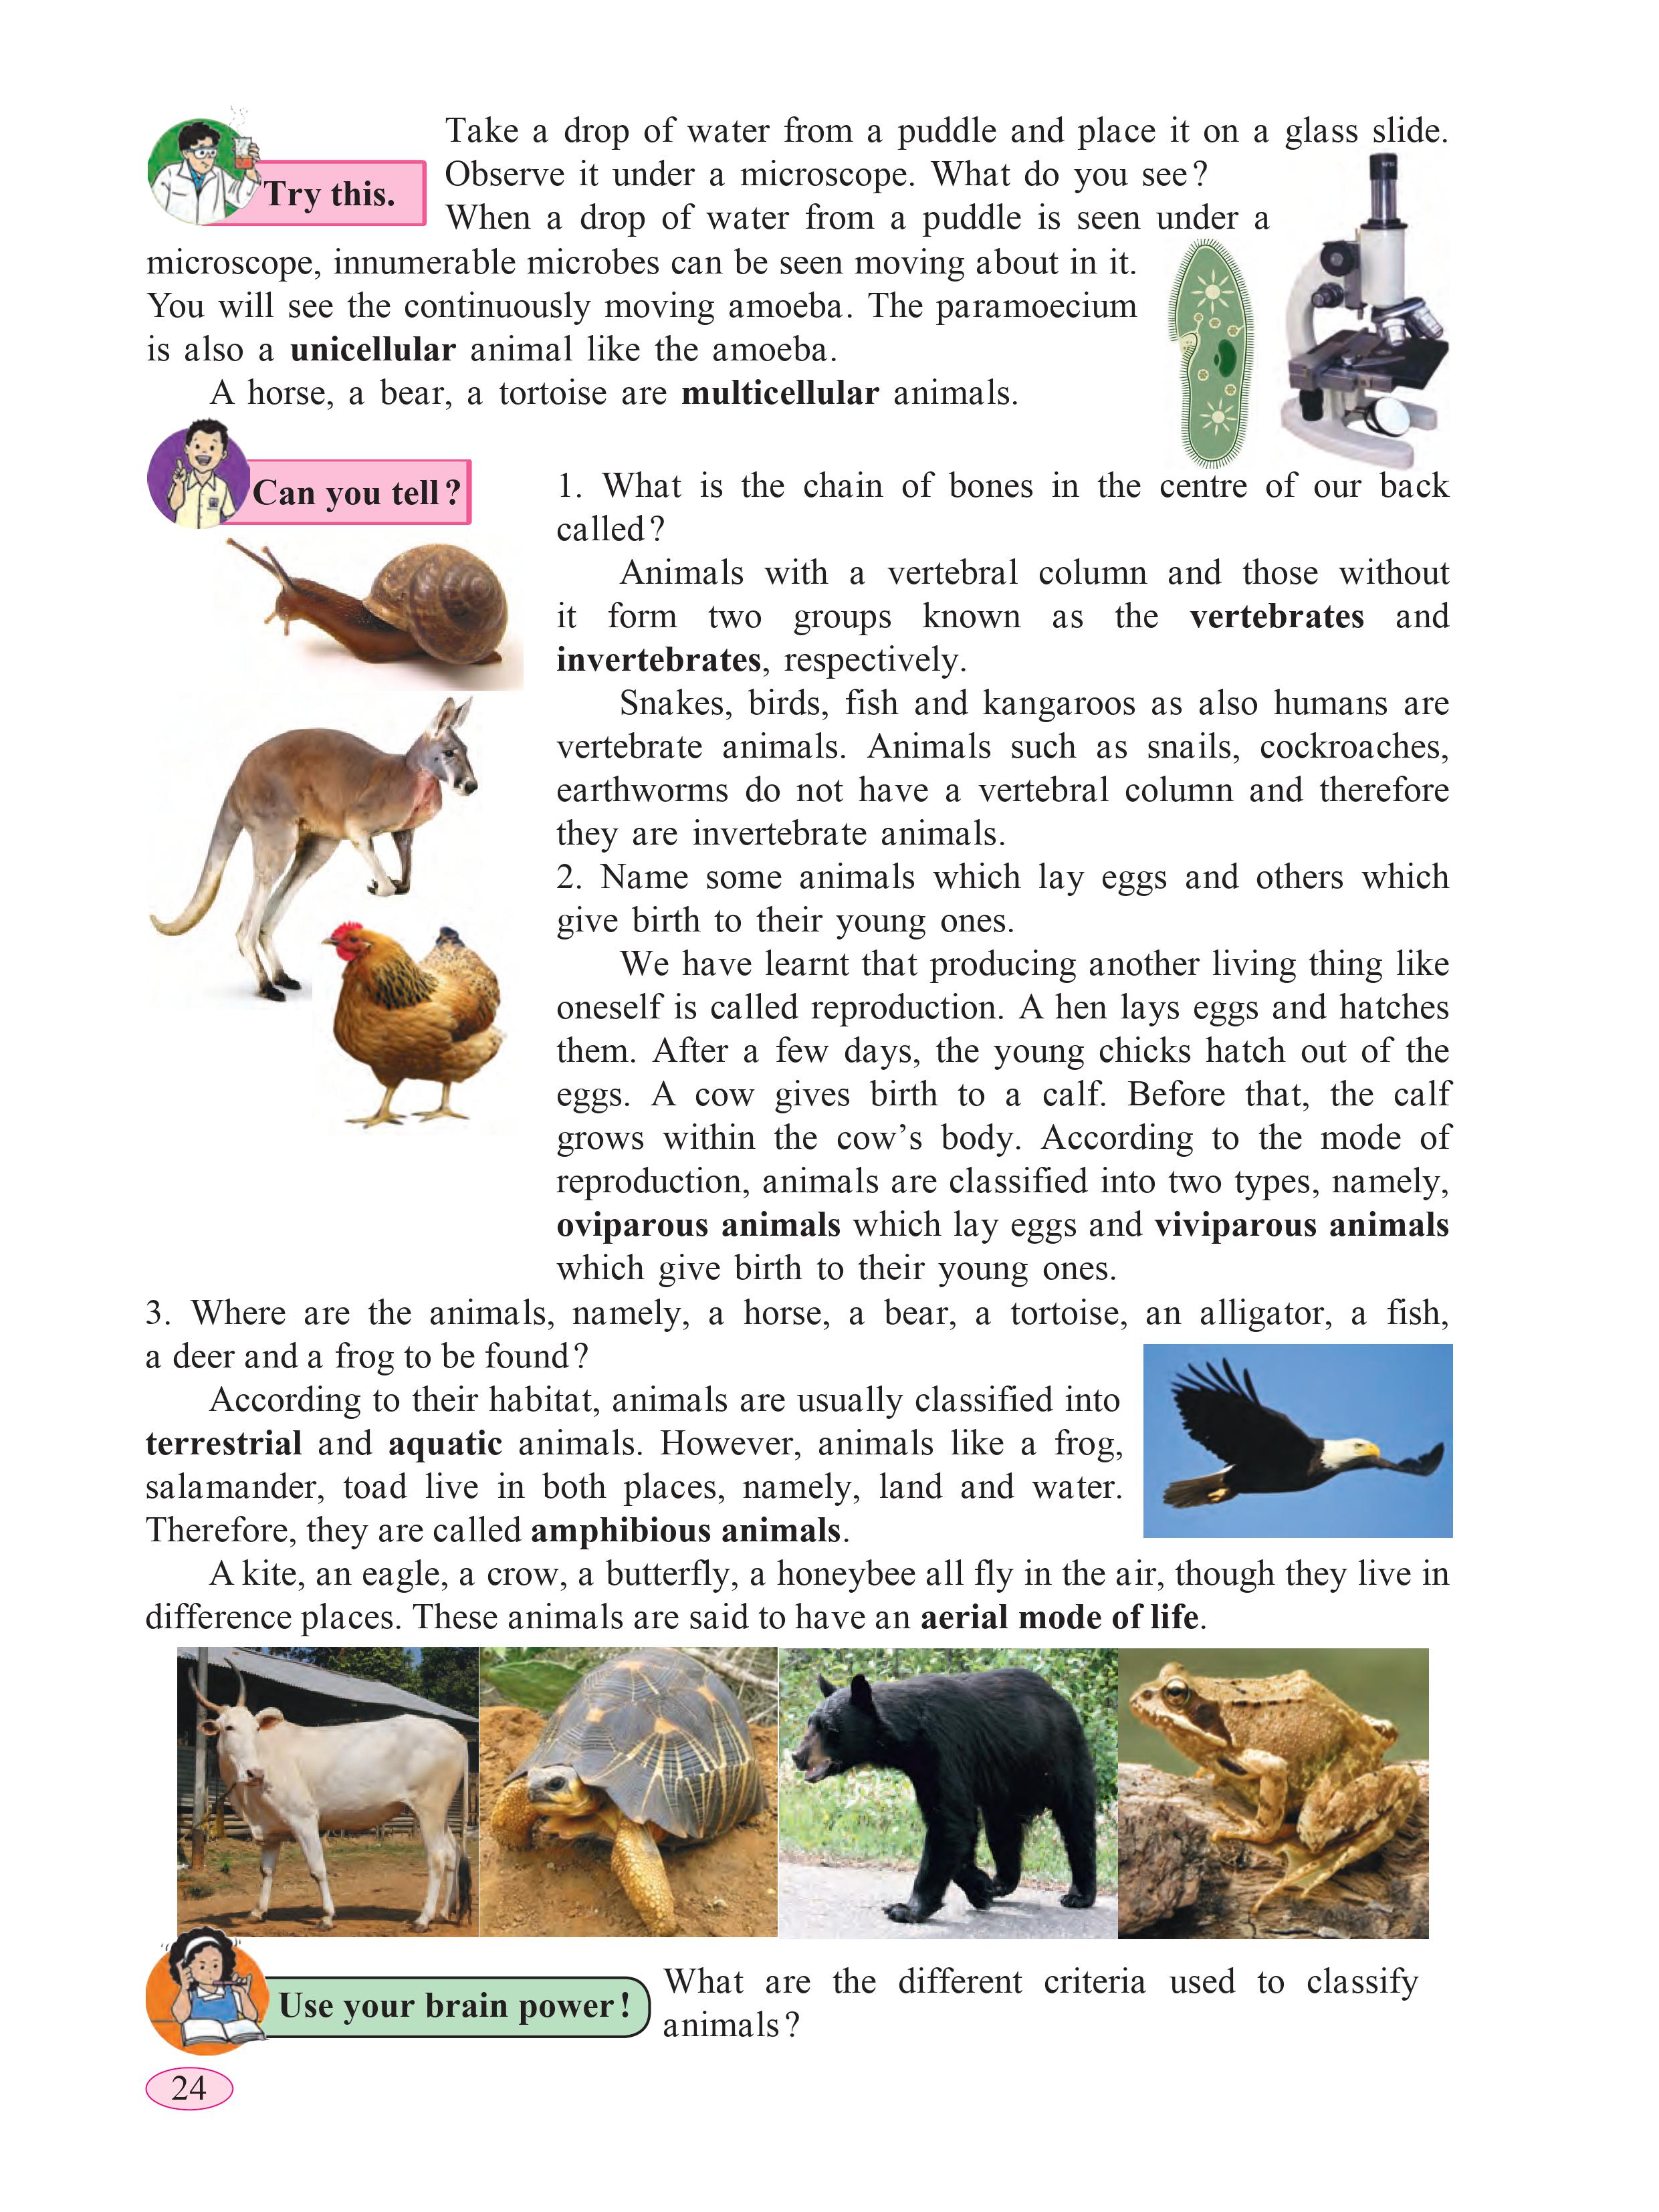 Try this.
Take a drop of water from a puddle and place it on a glass slide.
Observe it under a microscope. What do you see?
When a drop of water from a puddle is seen under a
microscope, innumerable microbes can be seen moving about in it.
You will see the continuously moving amoeba. The paramoecium
is also a unicellular animal like the amoeba.
A horse, a bear, a tortoise are multicellular animals.
Can you tell?
1. What is the chain of bones in the centre of our back
called?
Animals with a vertebral column and those without
it form two groups known as the vertebrates and
invertebrates, respectively.
Snakes, birds, fish and kangaroos as also humans are
vertebrate animals. Animals such as snails, cockroaches,
earthworms do not have a vertebral column and therefore
they are invertebrate animals.
2. Name some animals which lay eggs and others which
give birth to their young ones.
We have learnt that producing another living thing like
oneself is called reproduction. A hen lays eggs and hatches
them. After a few days, the young chicks hatch out of the
eggs. A cow gives birth to a calf. Before that, the calf
grows within the cow's body. According to the mode of
reproduction, animals are classified into two types, namely,
oviparous animals which lay eggs and viviparous animals
which give birth to their young ones.
3. Where are the animals, namely, a horse, a bear, a tortoise, an alligator, a fish,
a deer and a frog to be found?
According to their habitat, animals are usually classified into
terrestrial and aquatic animals. However, animals like a frog,
salamander, toad live in both places, namely, land and water.
Therefore, they are called amphibious animals.
A kite, an eagle, a crow, a butterfly, a honeybee all fly in the air, though they live in
difference places. These animals are said to have an aerial mode of life.
Use your brain power!
What are the different criteria used to classify
animals?
24